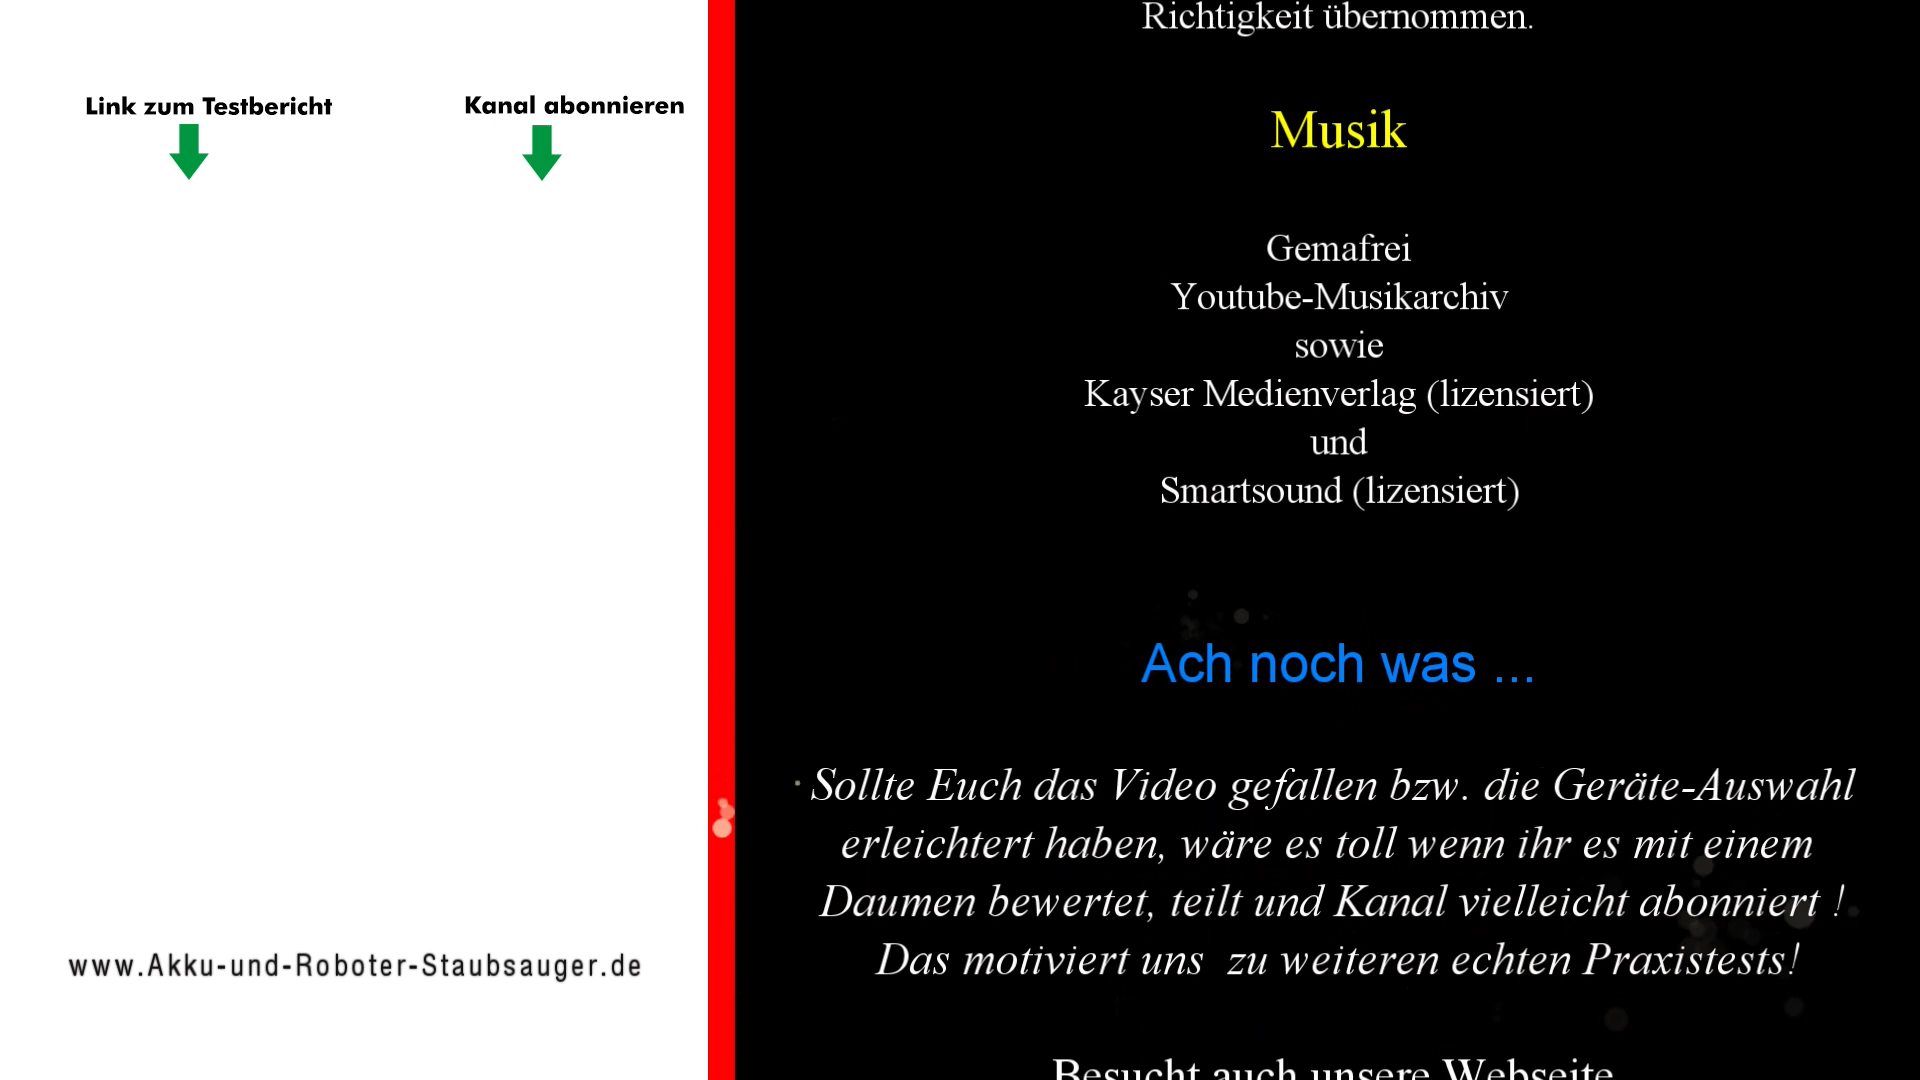 Link zum Testbericht
Kanal abonnieren
www.Akku-und-Roboter-Staubsauger.de
Richtigkeit übernommen.
Musik
Gemafrei
Youtube-Musikarchiv
sowie
Kayser Medienverlag (lizensiert)
und
Smartsound (lizensiert)
Ach noch was ...
Sollte Euch das Video gefallen bzw. die Geräte-Auswahl
erleichtert haben, wäre es toll wenn ihr es mit einem
Daumen bewertet, teilt und Kanal vielleicht abonniert !
Das motiviert uns  zu weiteren echten Praxistests!
Besucht auch unsere Webseite